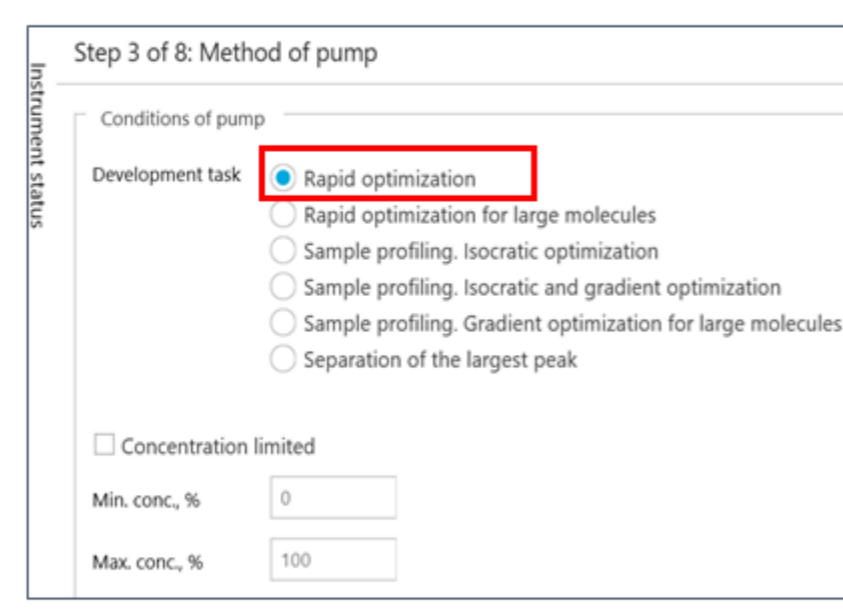 Instrument status
Step 3 of 8: Method of pump
Conditions of pump
Development task
Rapid optimization
Rapid optimization for large molecules
Sample profiling. Isocratic optimization
Sample profiling. Isocratic and gradient optimization
Sample profiling. Gradient optimization for large molecules
Separation of the largest peak
Concentration limited
Min. conc., % 0
Max. conc., % 100